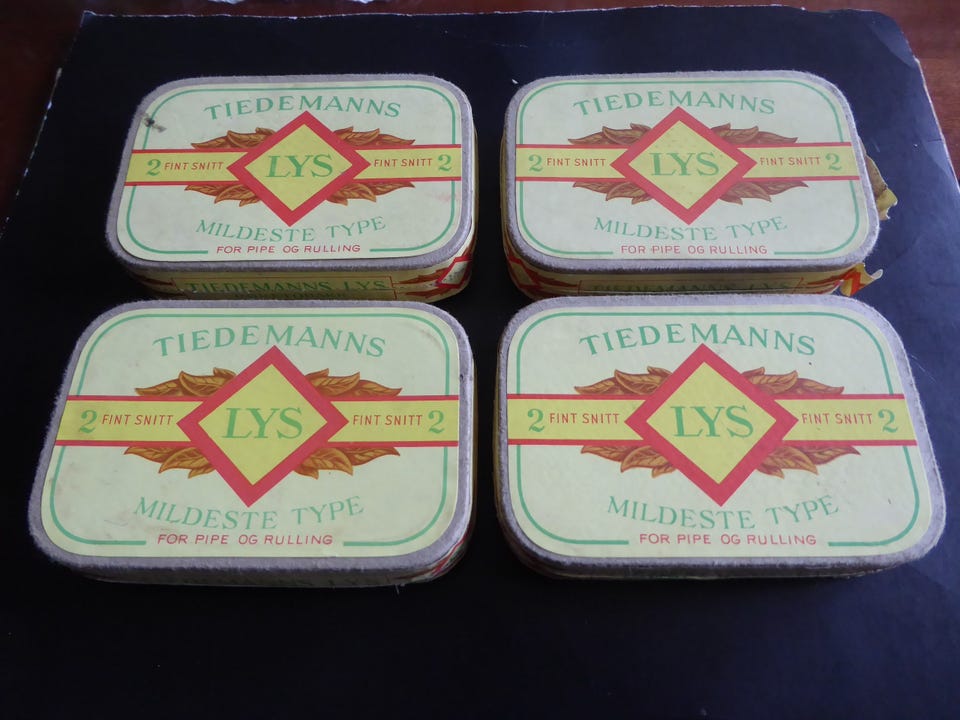 TIEDEMANNS
2 FINT SNITT LYS FINT SNITT 2
MILDESTE TYPE
FOR PIPE OG RULLING
TIEDEMANNS LYS
TIEDEMANNS
2 FINT SNITT LYS FINT SNITT 2
MILDESTE TYPE
FOR PIPE OG RULLING
TIEDEMANNS LYS
TIEDEMANNS
2 FINT SNITT LYS FINT SNITT 2
MILDESTE TYPE
FOR PIPE OG RULLING
TIEDEMANNS
2 FINT SNITT LYS FINT SNITT 2
MILDESTE TYPE
FOR PIPE OG RULLING